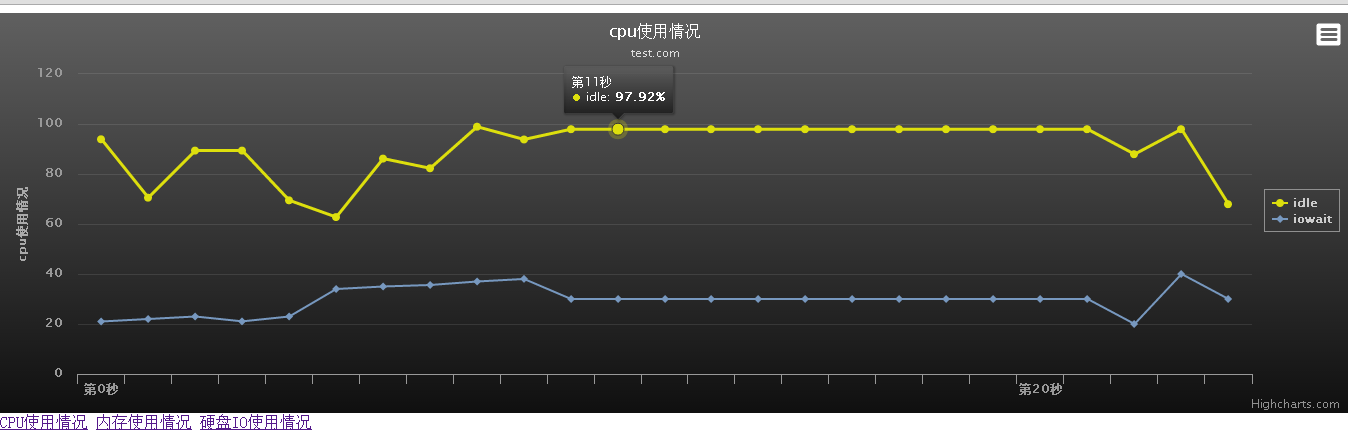 cpu使用情况
test.com
第11秒
idle: 97.92%
120
100
80
60
40
20
0
cpu使用情况
idle
iowait
第0秒
第20秒
Highcharts.com
CPU使用情况 内存使用情况 硬盘IO使用情况